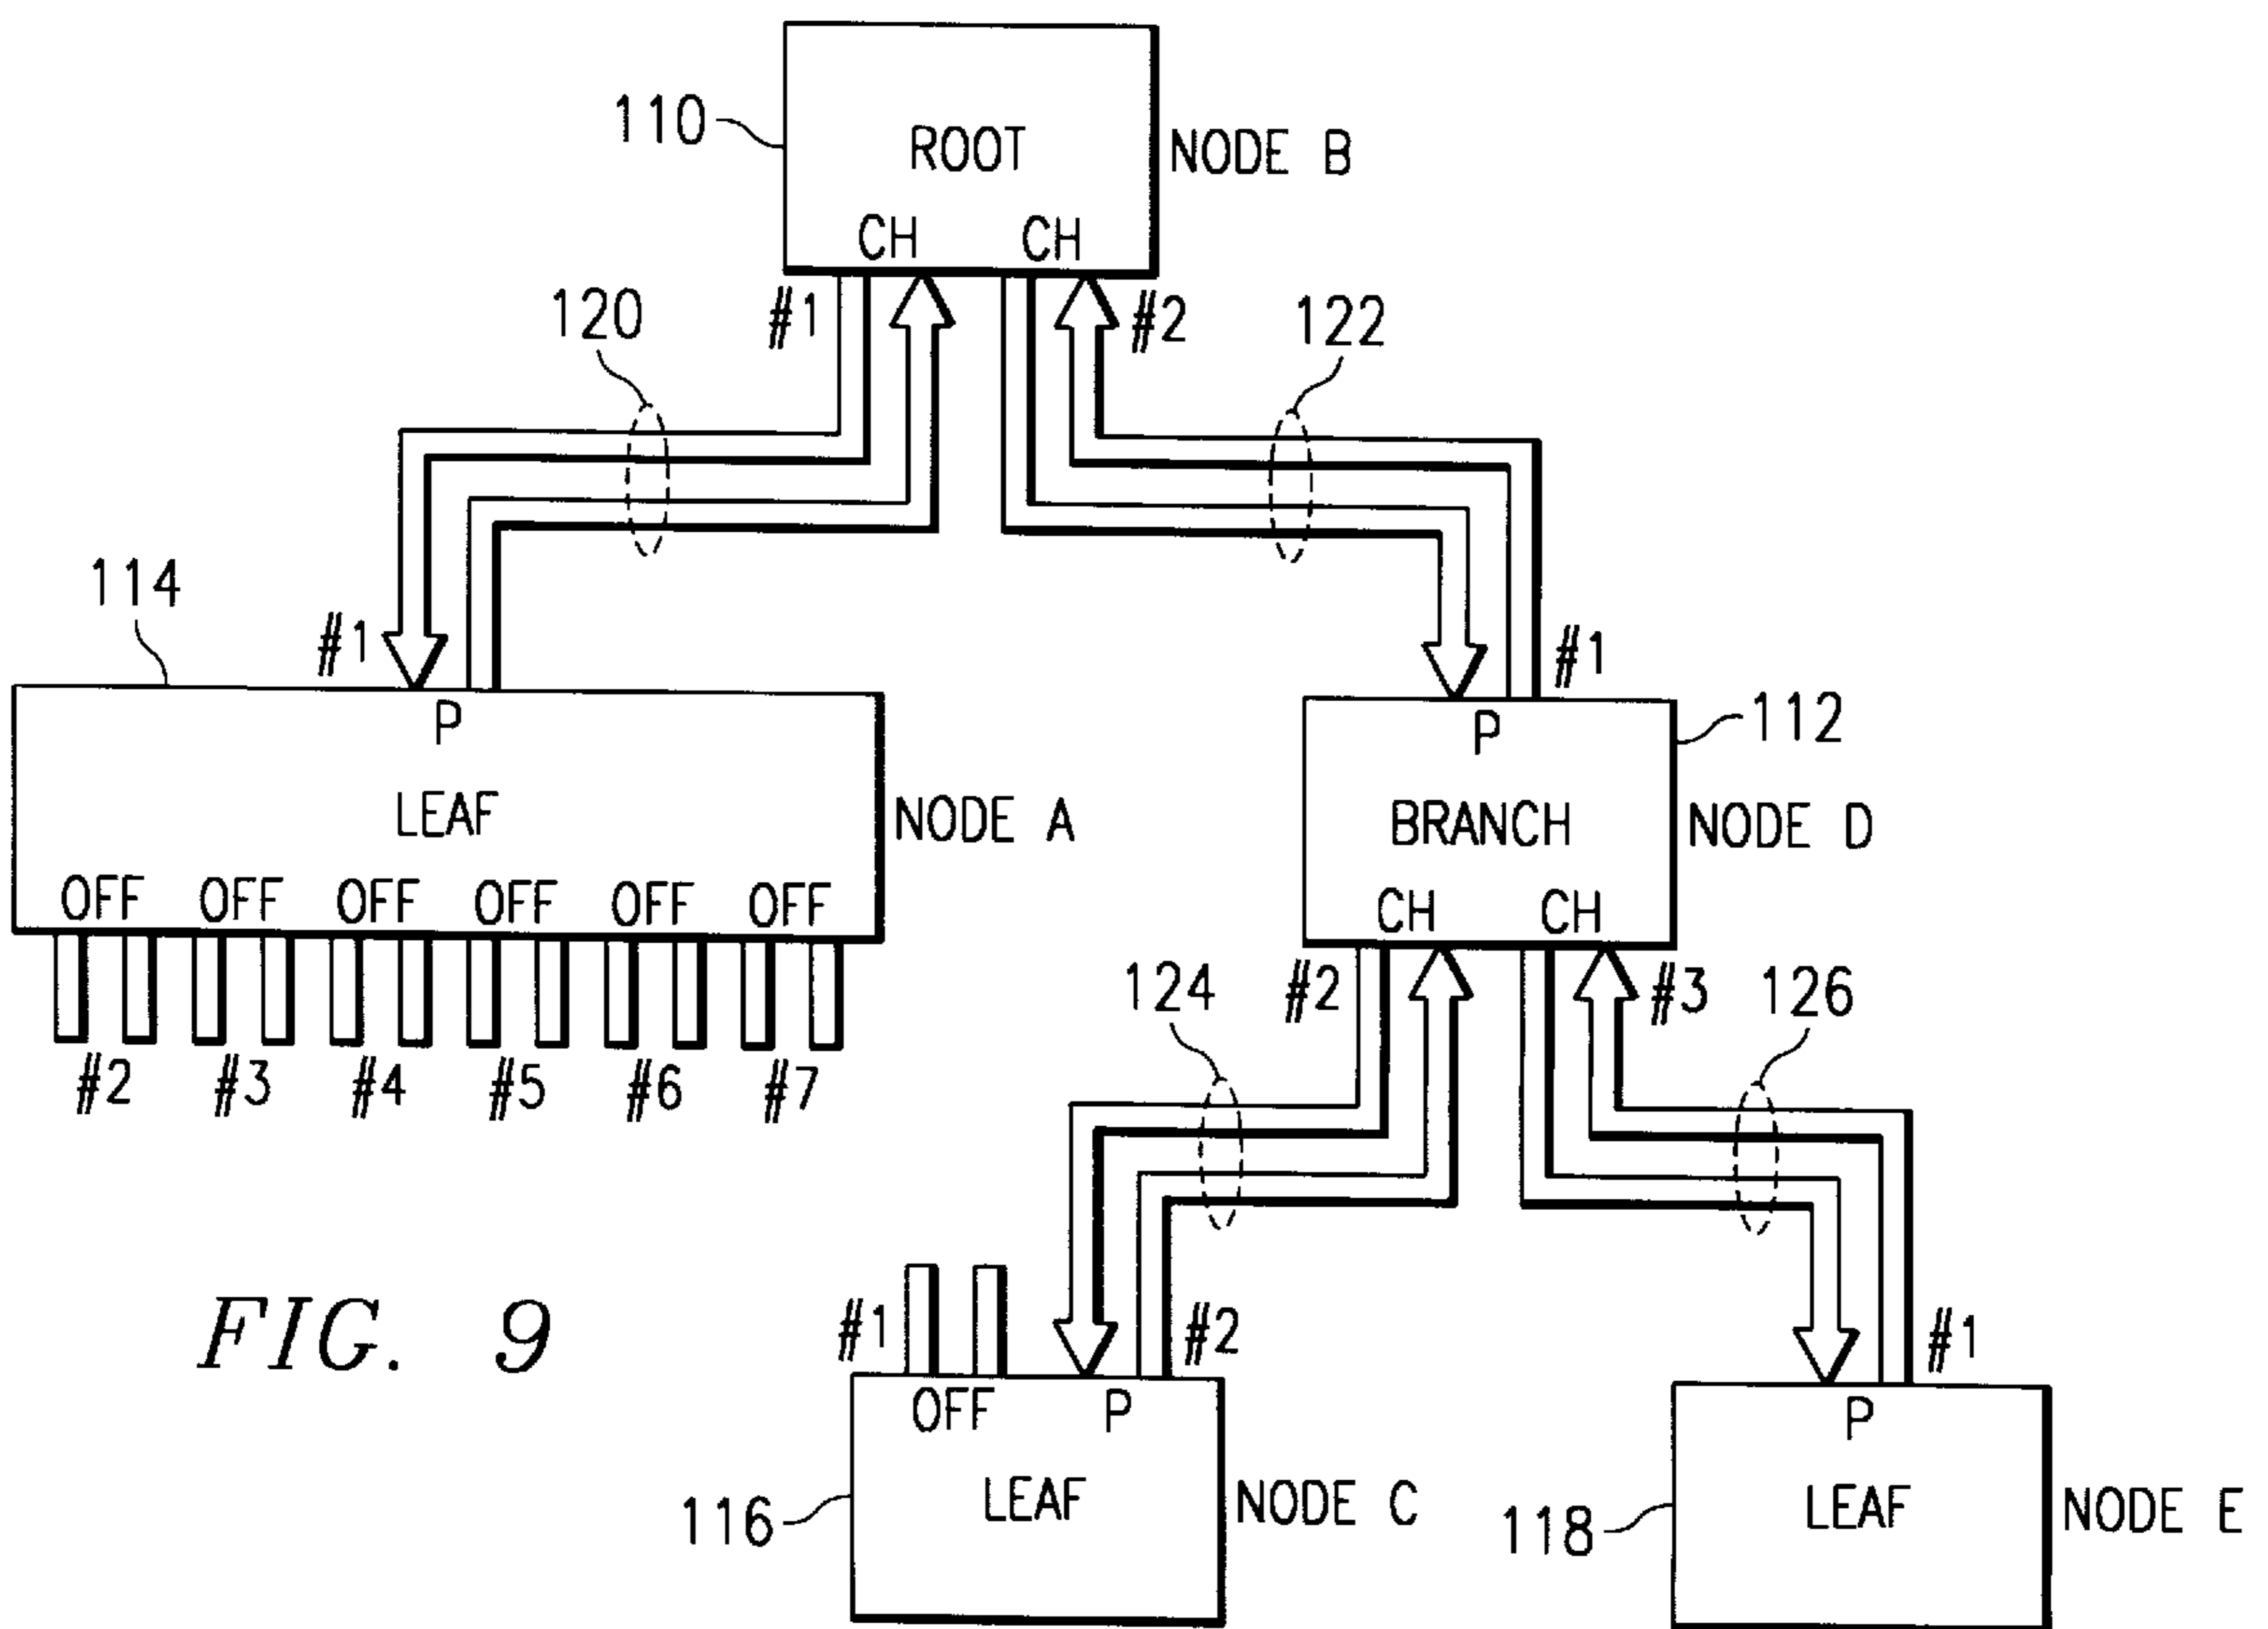 110
ROOT
NODE B
CH CH
#1 #2
120
122
114
#1
#1
P
LEAF
NODE A
OFF OFF OFF OFF OFF OFF
#2 #3 #4 #5 #6 #7
P
112
BRANCH
NODE D
CH CH
#2 #3
124
126
#1 #2
OFF P
116
LEAF
NODE C
#1
P
118
LEAF
NODE E
FIG. 9